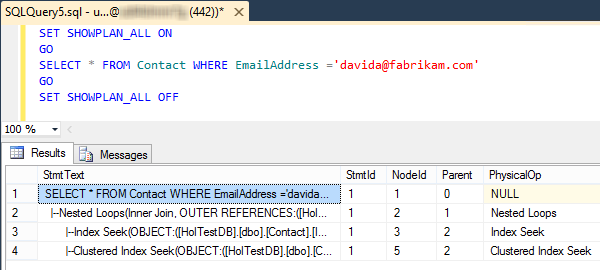 SQLQuery5.sql - u...@ (442))*
SET SHOWPLAN_ALL ON
GO
SELECT * FROM Contact WHERE EmailAddress ='davida@fabrikam.com'
GO
SET SHOWPLAN_ALL OFF
100 %
Results Messages
StmtText StmtId NodeId Parent PhysicalOp
1 SELECT * FROM Contact WHERE EmailAddress ='davida... 1 1 0 NULL
2 |--Nested Loops(Inner Join, OUTER REFERENCES:([Hol... 1 2 1 Nested Loops
3 |--Index Seek(OBJECT:([HolTestDB].[dbo].[Contact].[I... 1 3 2 Index Seek
4 |--Clustered Index Seek(OBJECT:([HolTestDB].[dbo].[C... 1 5 2 Clustered Index Seek